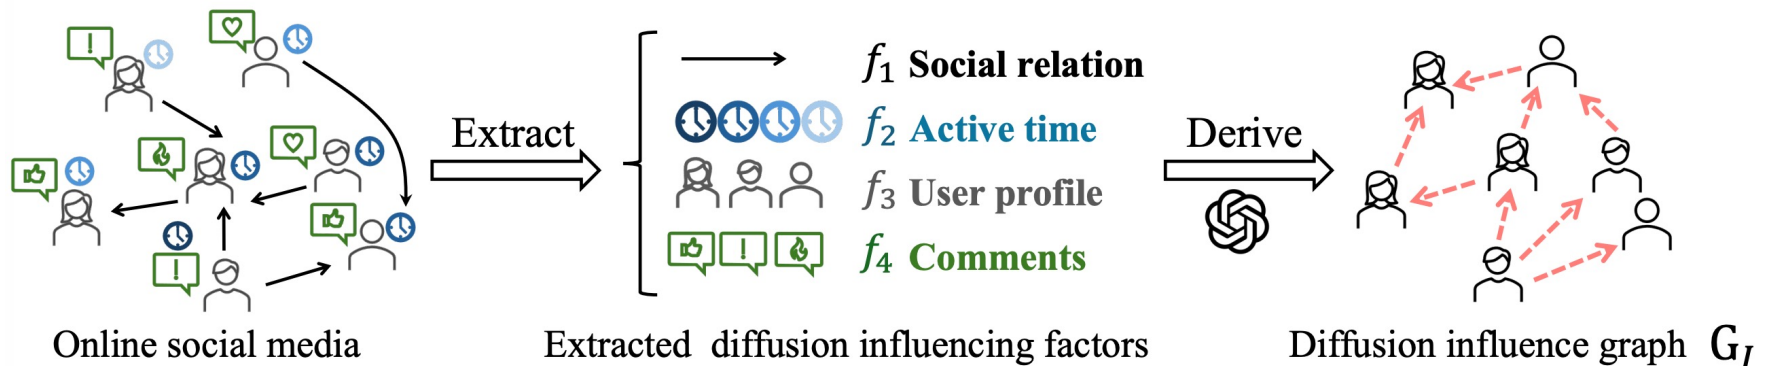 Extract
f1 Social relation
f2 Active time
f3 User profile
f4 Comments
Derive
Online social media
Extracted diffusion influencing factors
Diffusion influence graph G_I